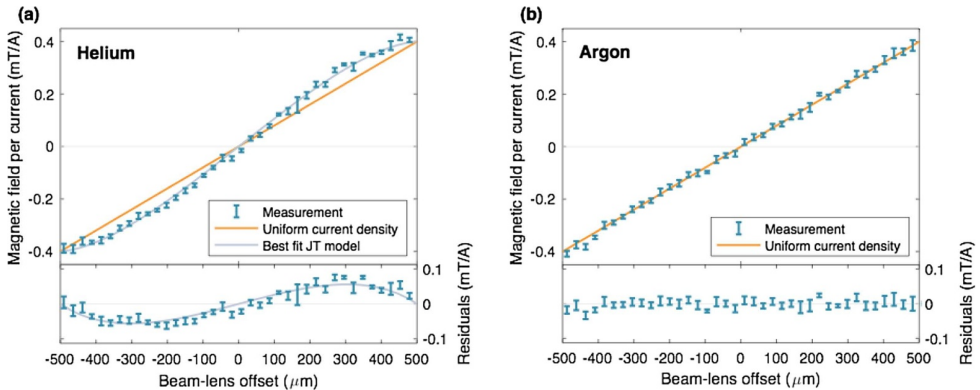 (a)
Helium
Magnetic field per current (mT/A)
0.4
0.2
0
-0.2
-0.4
Measurement
Uniform current density
Best fit JT model
0.1
0
-0.1
Residuals (mT/A)
-500 -400 -300 -200 -100 0 100 200 300 400 500
Beam-lens offset (μm)
(b)
Argon
Magnetic field per current (mT/A)
0.4
0.2
0
-0.2
-0.4
Measurement
Uniform current density
0.1
0
-0.1
Residuals (mT/A)
-500 -400 -300 -200 -100 0 100 200 300 400 500
Beam-lens offset (μm)